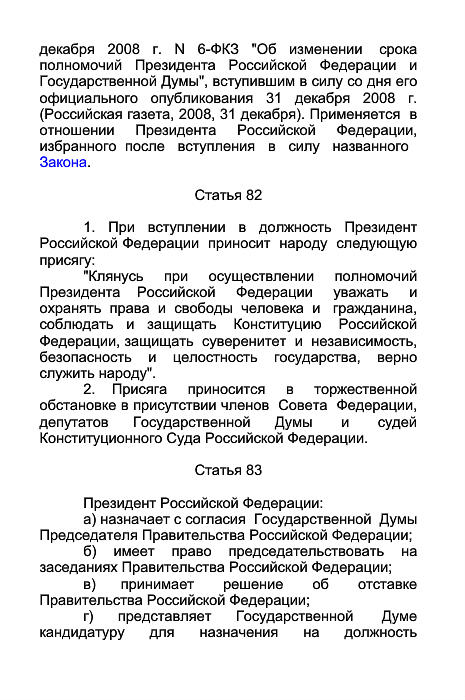 декабря 2008 г. N 6-ФКЗ "Об изменении срока
полномочий Президента Российской Федерации и
Государственной Думы", вступившим в силу со дня его
официального опубликования 31 декабря 2008 г.
(Российская газета, 2008, 31 декабря). Применяется в
отношении Президента Российской Федерации,
избранного после вступления в силу названного
Закона.
Статья 82
1. При вступлении в должность Президент
Российской Федерации приносит народу следующую
присягу:
"Клянусь при осуществлении полномочий
Президента Российской Федерации уважать и
охранять права и свободы человека и гражданина,
соблюдать и защищать Конституцию Российской
Федерации, защищать суверенитет и независимость,
безопасность и целостность государства, верно
служить народу".
2. Присяга приносится в торжественной
обстановке в присутствии членов Совета Федерации,
депутатов Государственной Думы и судей
Конституционного Суда Российской Федерации.
Статья 83
Президент Российской Федерации:
а) назначает с согласия Государственной Думы
Председателя Правительства Российской Федерации;
б) имеет право председательствовать на
заседаниях Правительства Российской Федерации;
в) принимает решение об отставке
Правительства Российской Федерации;
г) представляет Государственной Думе
кандидатуру для назначения на должность